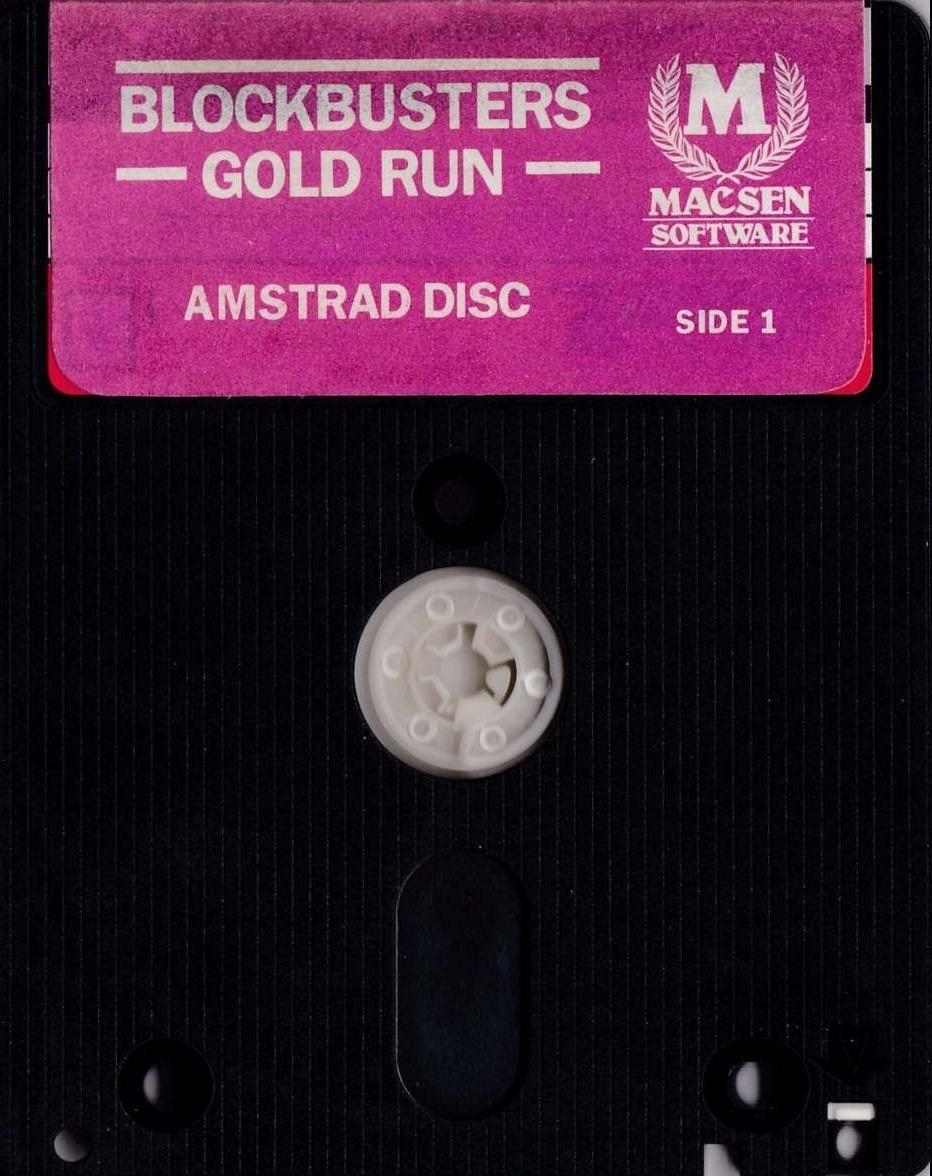 BLOCKBUSTERS
— GOLD RUN —
M
MACSEN
SOFTWARE
AMSTRAD DISC
SIDE 1